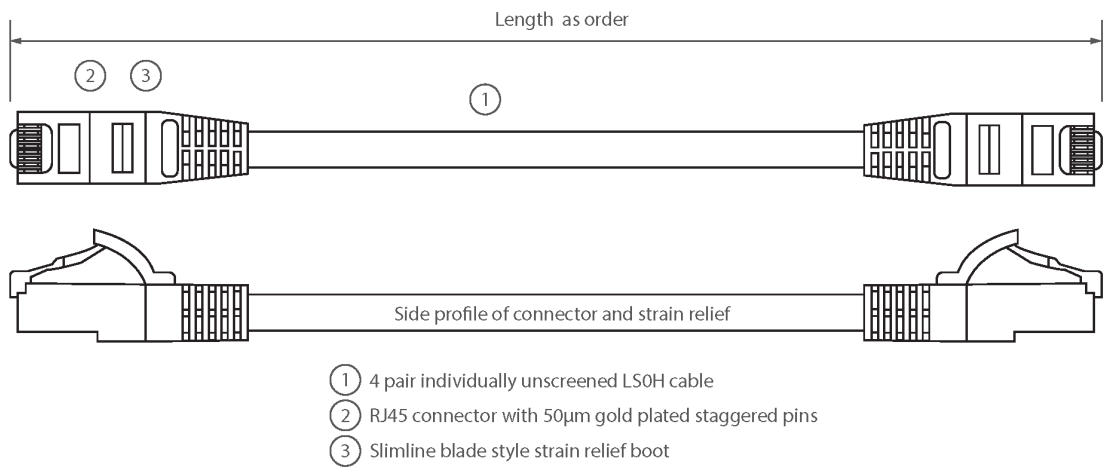 Length as order
2 3
1
Side profile of connector and strain relief
1 4 pair individually unscreened LS0H cable
2 RJ45 connector with 50µm gold plated staggered pins
3 Slimline blade style strain relief boot